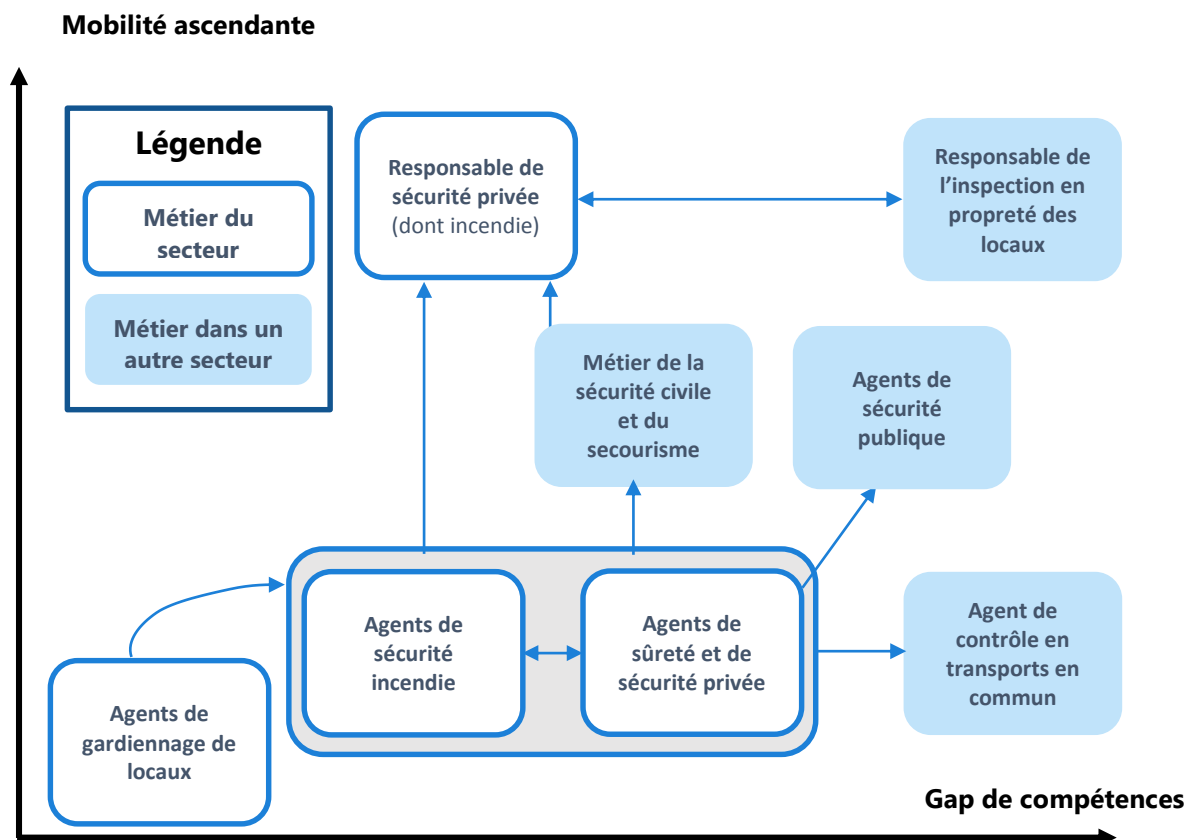 Mobilité ascendante
Légende
Métier du
secteur
Métier dans un
autre secteur
Responsable de
sécurité privée
(dont incendie)
Responsable de
l'inspection en
propreté des
locaux
Métier de la
sécurité civile
et du
secourisme
Agents de
sécurité
publique
Agents de
sécurité
incendie
Agents de
sûreté et de
sécurité privée
Agent de
contrôle en
transports en
commun
Agents de
gardiennage de
locaux
Gap de compétences